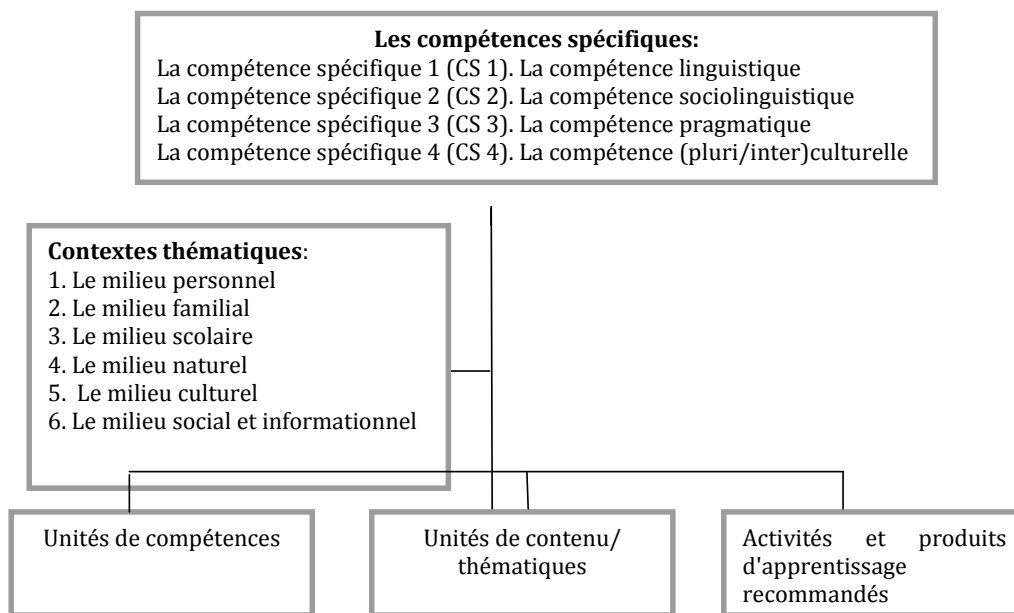 Les compétences spécifiques:
La compétence spécifique 1 (CS 1). La compétence linguistique
La compétence spécifique 2 (CS 2). La compétence sociolinguistique
La compétence spécifique 3 (CS 3). La compétence pragmatique
La compétence spécifique 4 (CS 4). La compétence (pluri/inter)culturelle
Contextes thématiques:
1. Le milieu personnel
2. Le milieu familial
3. Le milieu scolaire
4. Le milieu naturel
5. Le milieu culturel
6. Le milieu social et informationnel
Unités de compétences
Unités de contenu/
thématiques
Activités et produits
d'apprentissage
recommandés